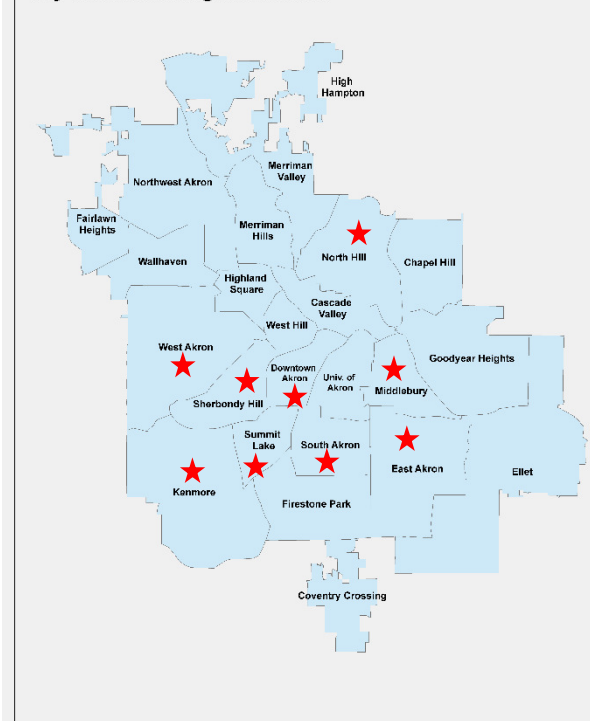 High
Hampton
Merriman
Valley
Northwest Akron
Fairlawn
Heights
Merriman
Hills
North Hill
Wallhaven
Chapel Hill
Highland
Square
Cascade
Valley
West Hill
West Akron
Goodyear Heights
Downtown
Akron
Univ. of
Akron
Middlebury
Sherbondy Hill
Summit
Lake
South Akron
East Akron
Ellet
Kenmore
Firestone Park
Coventry Crossing